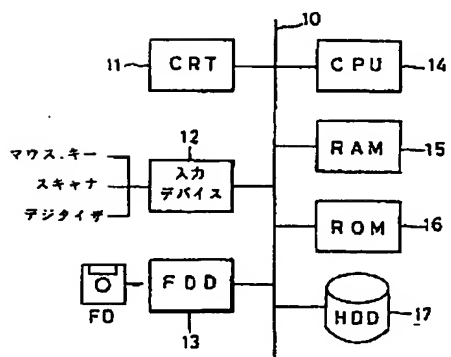 10
11
CRT
CPU
14
12
マウス．キー
スキャナ
デジタイザ
入力
デバイス
RAM
15
ROM
16
FD
FDD
13
HDD
17